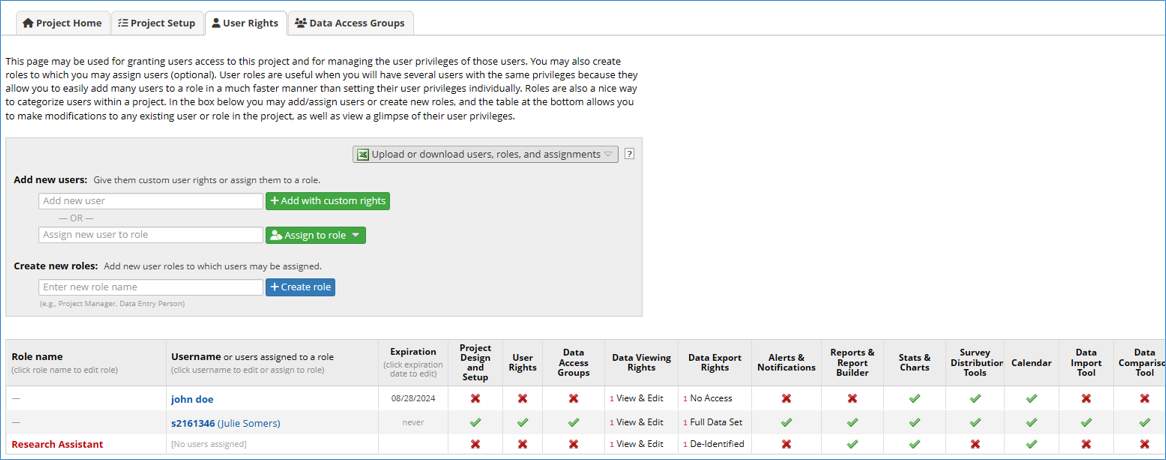 Project Home Project Setup User Rights Data Access Groups
This page may be used for granting users access to this project and for managing the user privileges of those users. You may also create
roles to which you may assign users (optional). User roles are useful when you will have several users with the same privileges because they
allow you to easily add many users to a role in a much faster manner than setting their user privileges individually. Roles are also a nice way
to categorize users within a project. In the box below you may add/assign users or create new roles, and the table at the bottom allows you
to make modifications to any existing user or role in the project, as well as view a glimpse of their user privileges.
Upload or download users, roles, and assignments ?
Add new users: Give them custom user rights or assign them to a role.
Add new user + Add with custom rights
— OR —
Assign new user to role Assign to role
Create new roles: Add new user roles to which users may be assigned.
Enter new role name + Create role
(e.g., Project Manager, Data Entry Person)
Role name
(click role name to edit role)
Username or users assigned to a role
(click username to edit or assign to role)
Expiration
(click expiration
date to edit)
Project
Design
and
Setup
User
Rights
Data
Access
Groups
Data Viewing
Rights
Data Export
Rights
Alerts &
Notifications
Reports &
Report
Builder
Stats &
Charts
Survey
Distribution
Tools
Calendar
Data
Import
Tool
Data
Compariso
Tool
— john doe 08/28/2024 1 View & Edit 1 No Access
— s2161346 (Julie Somers) never 1 View & Edit 1 Full Data Set
Research Assistant [No users assigned] 1 View & Edit 1 De-Identified